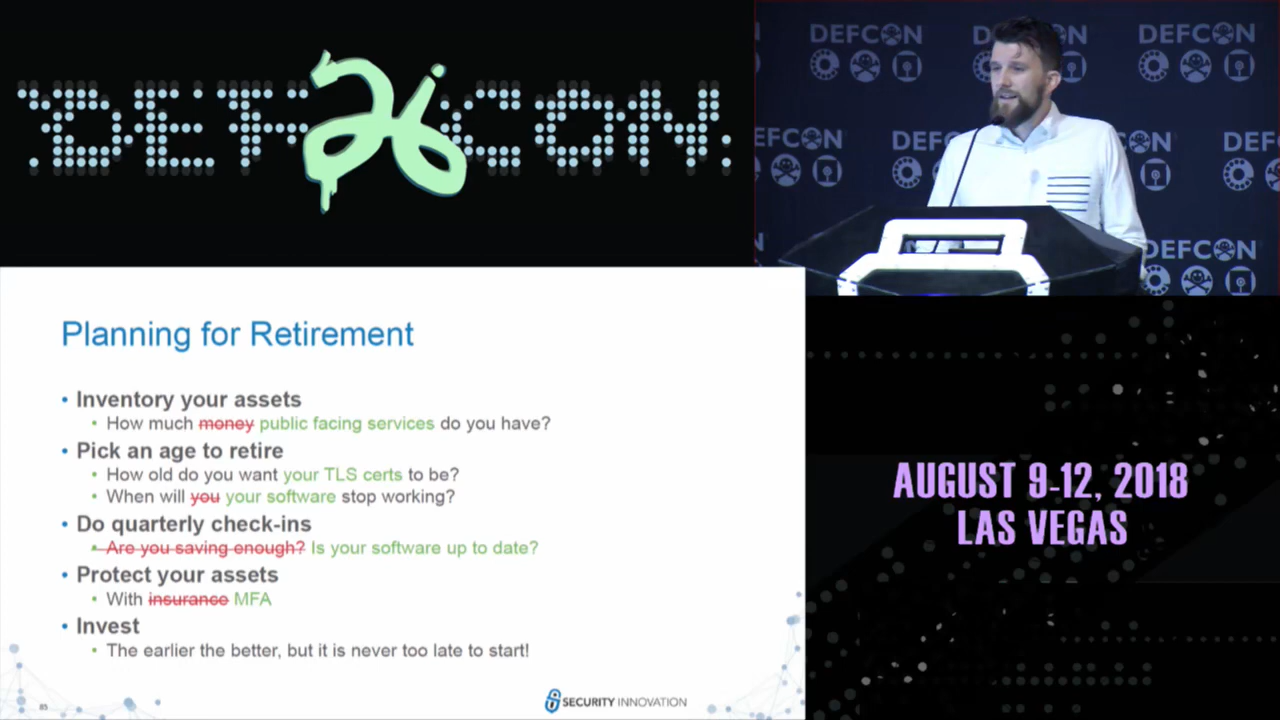 DEF 26 CON
DEFCON
DEFCON
DEFCON
DEFCON
DEFCON
DEFCON
Planning for Retirement
• Inventory your assets
• How much money public facing services do you have?
• Pick an age to retire
• How old do you want your TLS certs to be?
• When will you your software stop working?
• Do quarterly check-ins
• Are you saving enough? Is your software up to date?
• Protect your assets
• With insurance MFA
• Invest
• The earlier the better, but it is never too late to start!
85
SECURITY INNOVATION
AUGUST 9-12, 2018
LAS VEGAS